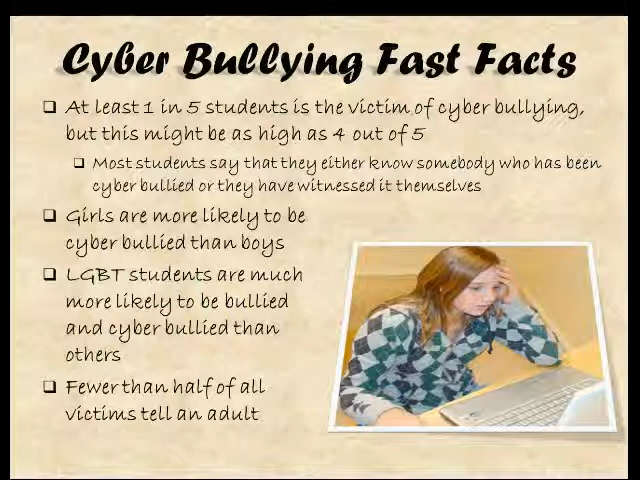 Cyber Bullying Fast Facts
At least 1 in 5 students is the victim of cyber bullying,
but this might be as high as 4 out of 5
Most students say that they either know somebody who has been
cyber bullied or they have witnessed it themselves
Girls are more likely to be
cyber bullied than boys
LGBT students are much
more likely to be bullied
and cyber bullied than
others
Fewer than half of all
victims tell an adult